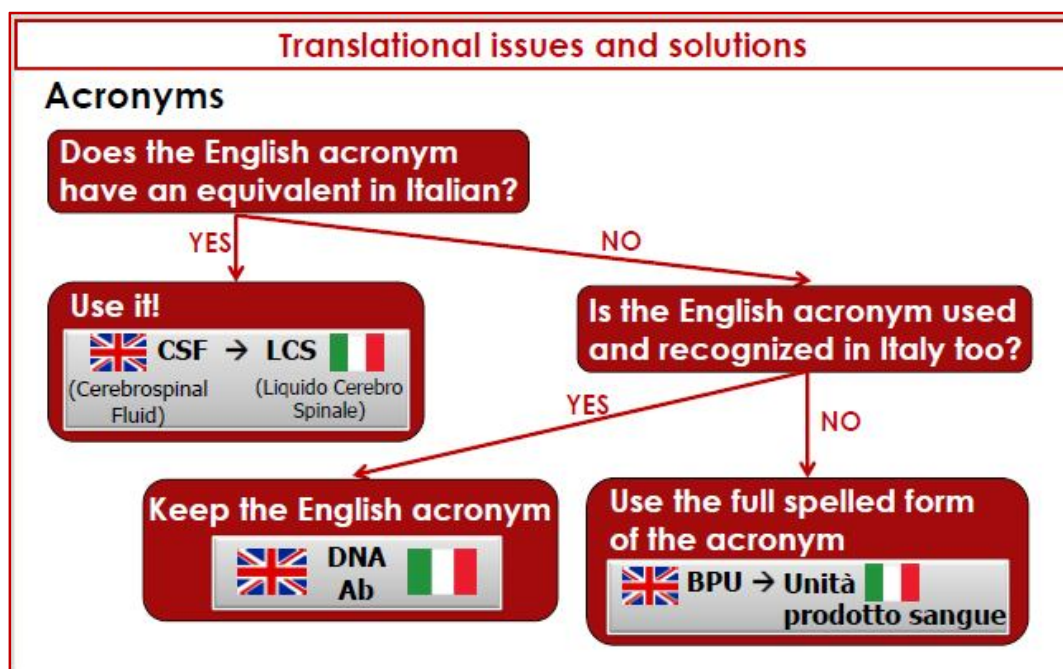 Translational issues and solutions
Acronyms
Does the English acronym
have an equivalent in Italian?
YES
NO
Use it!
CSF → LCS
(Cerebrospinal
Fluid)
(Liquido Cerebro
Spinale)
Is the English acronym used
and recognized in Italy too?
YES
NO
Keep the English acronym
DNA
Ab
Use the full spelled form
of the acronym
BPU → Unità
prodotto sangue